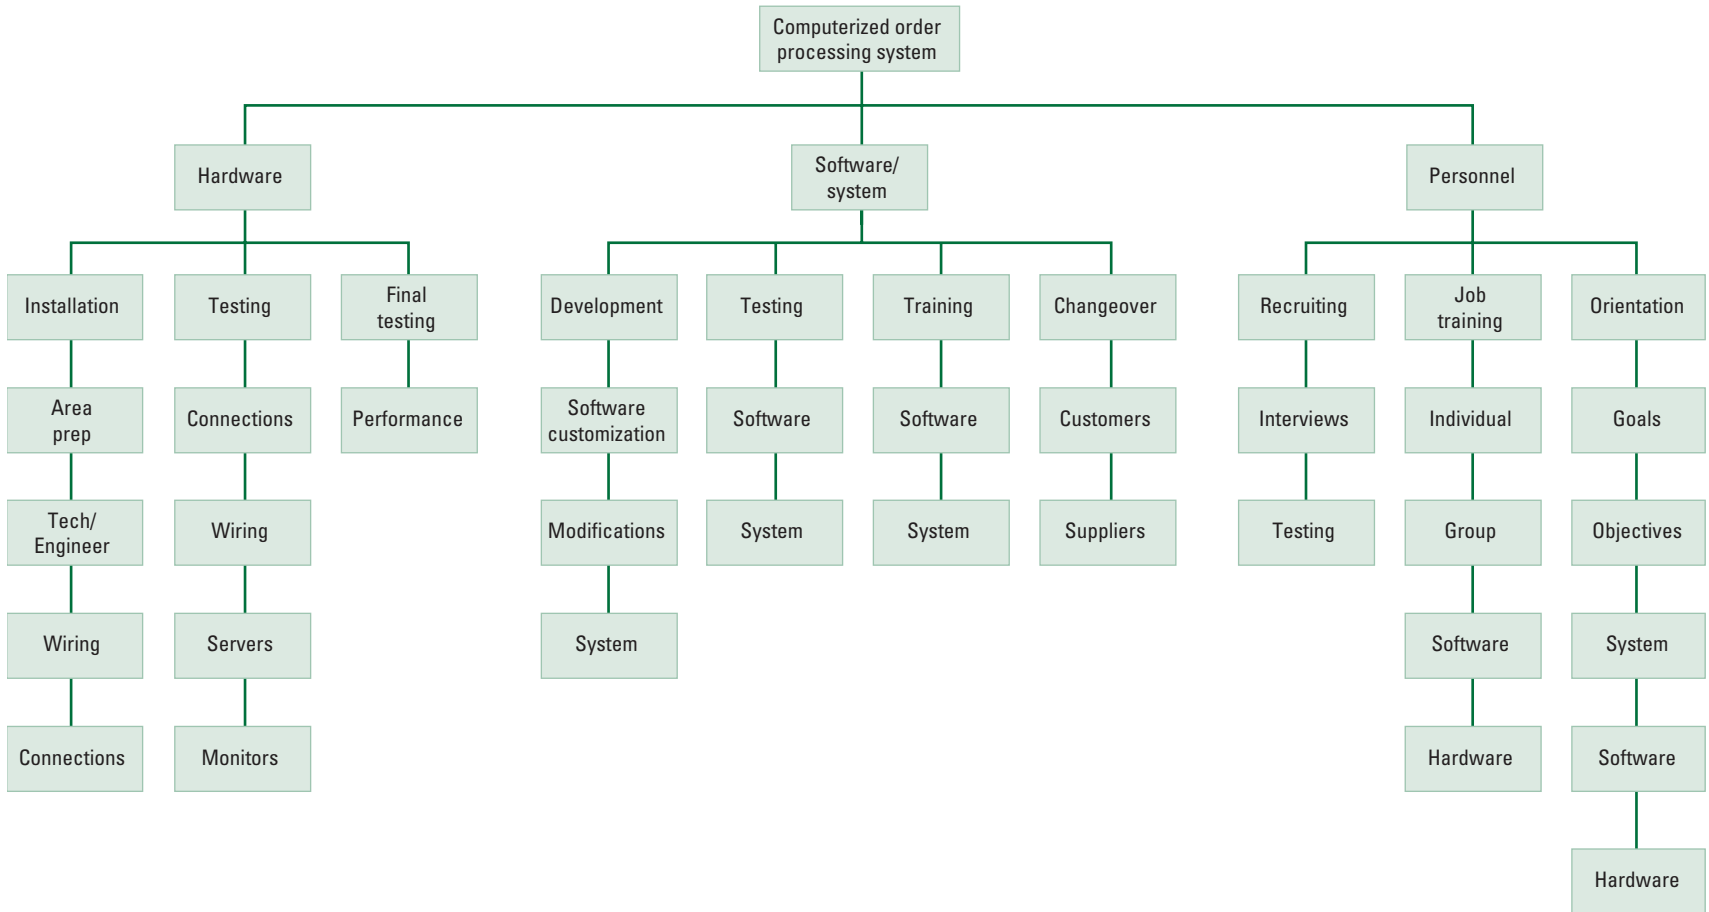 Computerized order
processing system
Hardware
Software/
system
Personnel
Installation
Testing
Final
testing
Development
Testing
Training
Changeover
Recruiting
Job
training
Orientation
Area
prep
Connections
Performance
Software
customization
Software
Software
Customers
Interviews
Individual
Goals
Tech/
Engineer
Wiring
Modifications
System
System
Suppliers
Testing
Group
Objectives
Wiring
Servers
System
Software
System
Connections
Monitors
Hardware
Software
Hardware